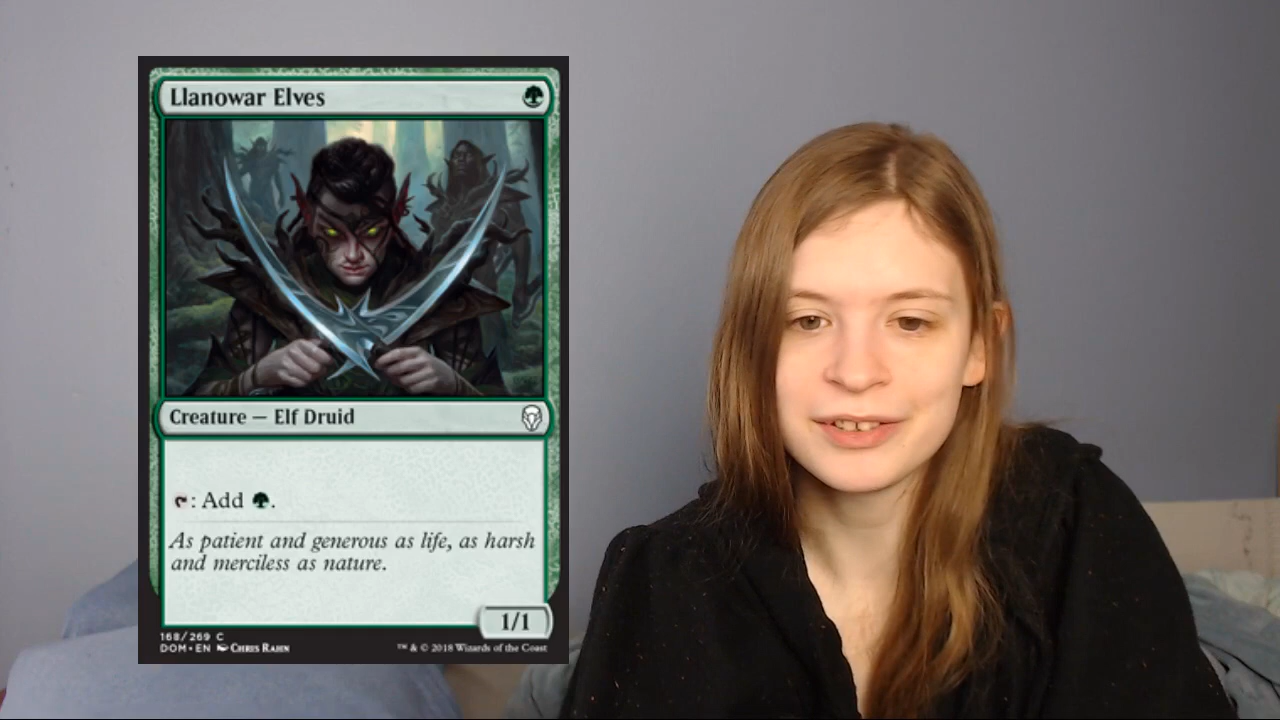 Llanowar Elves
Creature — Elf Druid
: Add .
As patient and generous as life, as harsh
and merciless as nature.
1/1
168/269 C
DOM • EN Chris Rahn
™ & © 2018 Wizards of the Coast